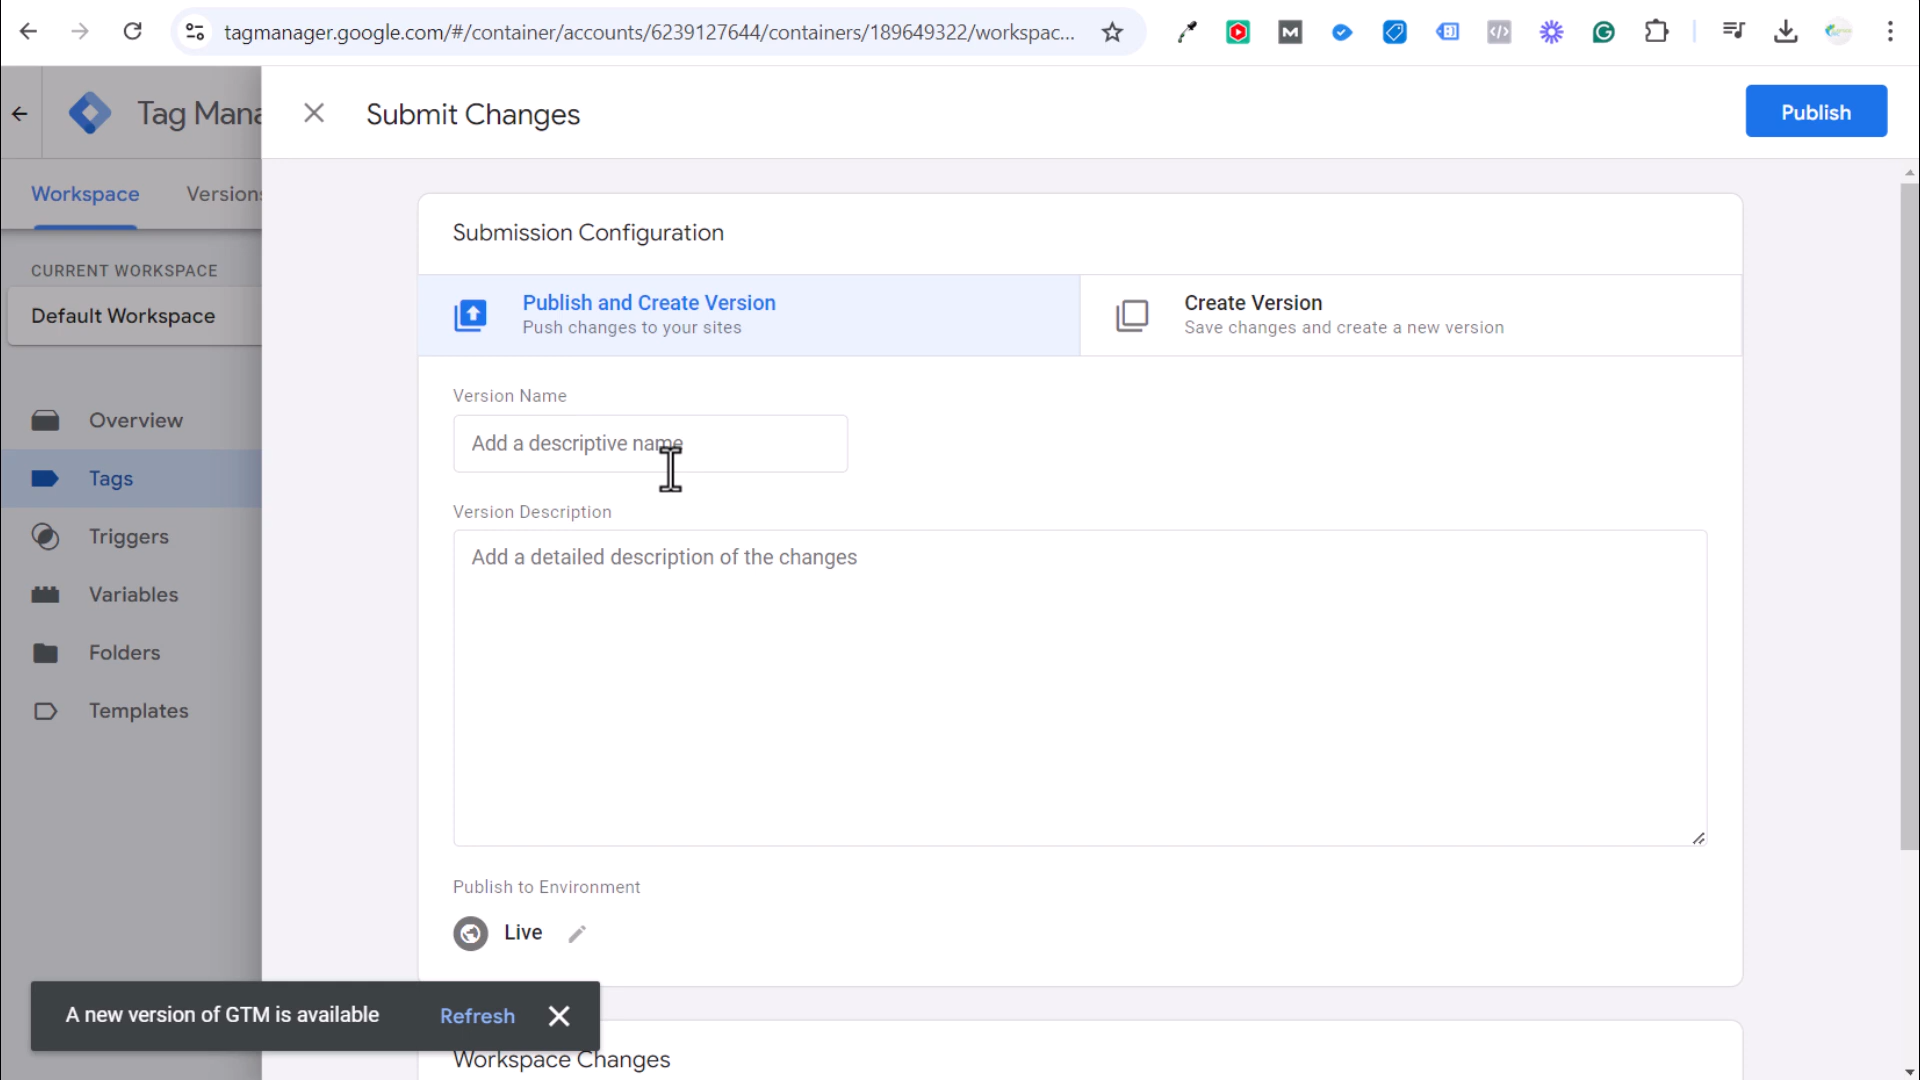 tagmanager.google.com/#/container/accounts/6239127644/containers/189649322/workspac...
Tag Mana
Submit Changes
Publish
Workspace
Versions
Submission Configuration
CURRENT WORKSPACE
Default Workspace
Publish and Create Version
Push changes to your sites
Create Version
Save changes and create a new version
Version Name
Add a descriptive name
Overview
Tags
Triggers
Variables
Folders
Templates
Version Description
Add a detailed description of the changes
Publish to Environment
Live
A new version of GTM is available
Refresh
Workspace Changes